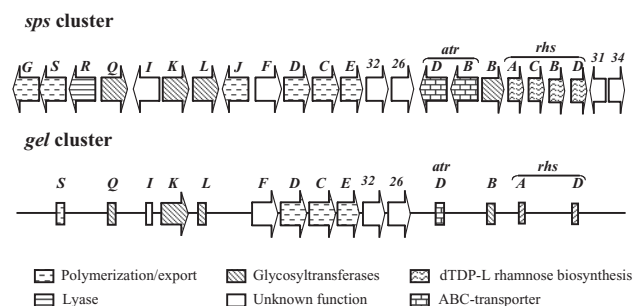 sps cluster
atr rhs
G S R Q I K L J F D C E 32 26 D B B A C B D 31 34
gel cluster
atr rhs
S Q I K L F D C E 32 26 D B A D
Polymerization/export Glycosyltransferases dTDP-L rhamnose biosynthesis
Lyase Unknown function ABC-transporter